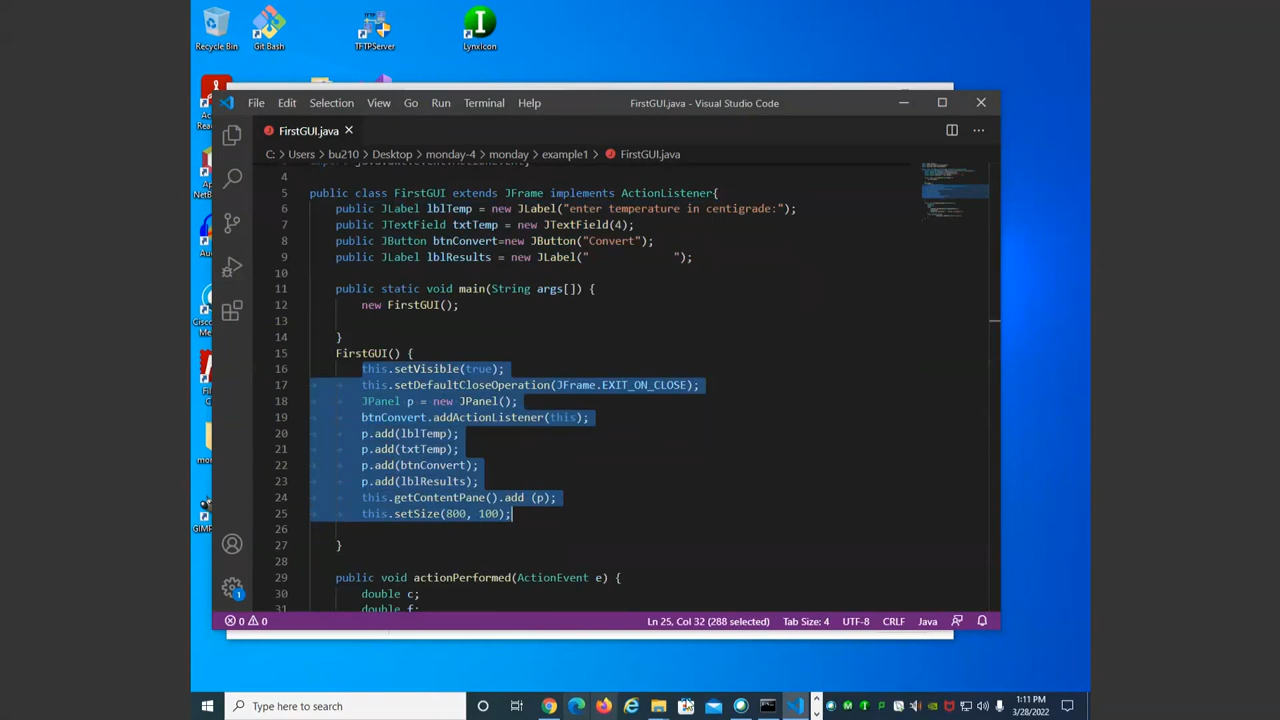 Recycle Bin
Git Bash
TFTPServer
LynxIcon
File Edit Selection View Go Run Terminal Help
FirstGUI.java - Visual Studio Code
FirstGUI.java
C: > Users > bu210 > Desktop > monday-4 > monday > example1 > FirstGUI.java
4
5 public class FirstGUI extends JFrame implements ActionListener{
6 public JLabel lblTemp = new JLabel("enter temperature in centigrade:");
7 public JTextField txtTemp = new JTextField(4);
8 public JButton btnConvert=new JButton("Convert");
9 public JLabel lblResults = new JLabel("             ");
10
11 public static void main(String args[]) {
12 new FirstGUI();
13
14 }
15 FirstGUI() {
16 this.setVisible(true);
17 this.setDefaultCloseOperation(JFrame.EXIT_ON_CLOSE);
18 JPanel p = new JPanel();
19 btnConvert.addActionListener(this);
20 p.add(lblTemp);
21 p.add(txtTemp);
22 p.add(btnConvert);
23 p.add(lblResults);
24 this.getContentPane().add (p);
25 this.setSize(800, 100);
26
27 }
28
29 public void actionPerformed(ActionEvent e) {
30 double c;
31 double f;
1
0 0
Ln 25, Col 32 (288 selected) Tab Size: 4 UTF-8 CRLF Java
Type here to search
1:11 PM
3/28/2022